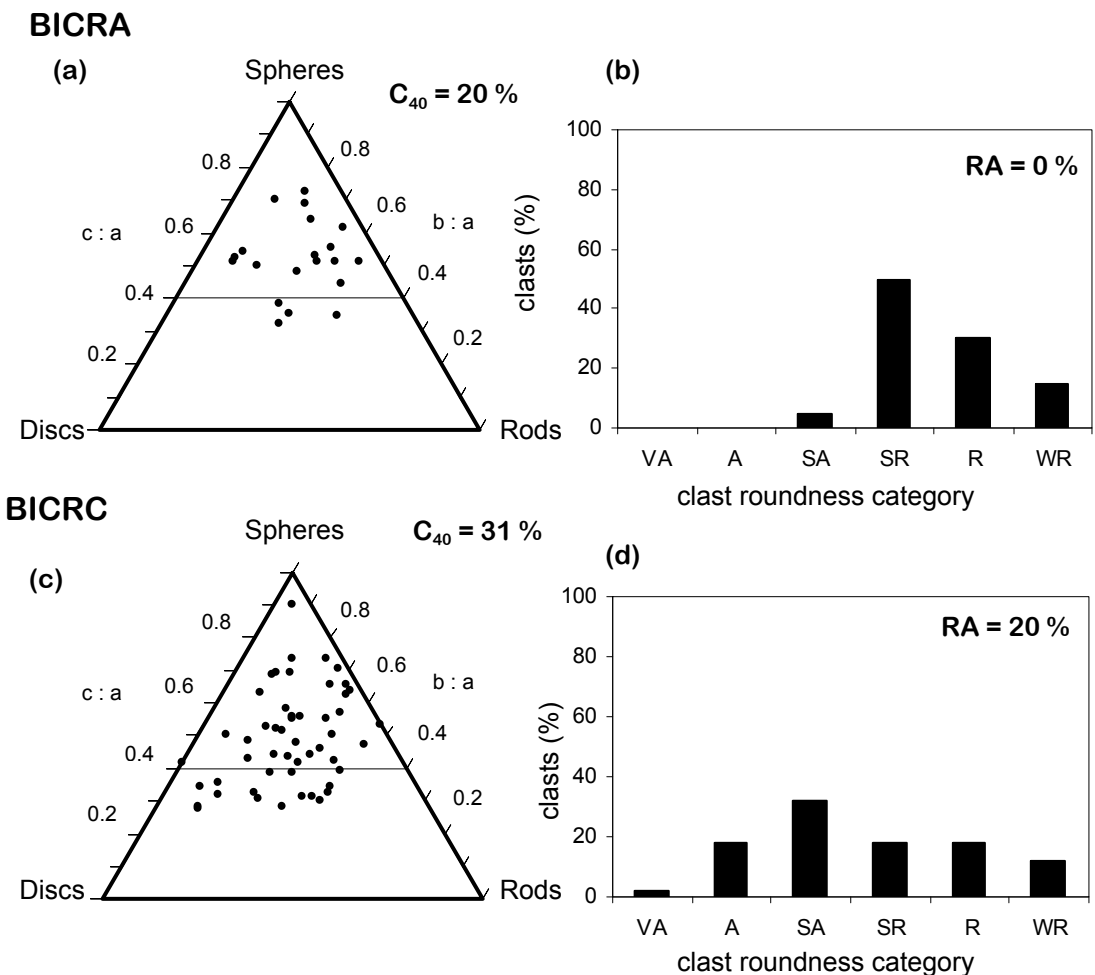 BICRA
(a)
Spheres
C40 = 20 %
0.8
0.8
0.6
0.6
c : a
b : a
0.4
0.4
0.2
0.2
Discs
Rods
(b)
100
80
60
40
20
0
clasts (%)
RA = 0 %
VA A SA SR R WR
clast roundness category
BICRC
(c)
Spheres
C40 = 31 %
0.8
0.8
0.6
0.6
c : a
b : a
0.4
0.4
0.2
0.2
Discs
Rods
(d)
100
80
60
40
20
0
clasts (%)
RA = 20 %
VA A SA SR R WR
clast roundness category